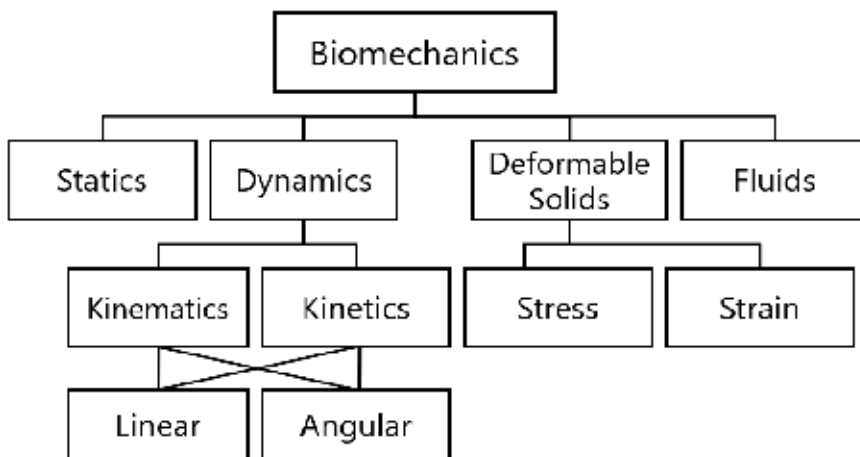 Biomechanics
Statics
Dynamics
Deformable
Solids
Fluids
Kinematics
Kinetics
Stress
Strain
Linear
Angular